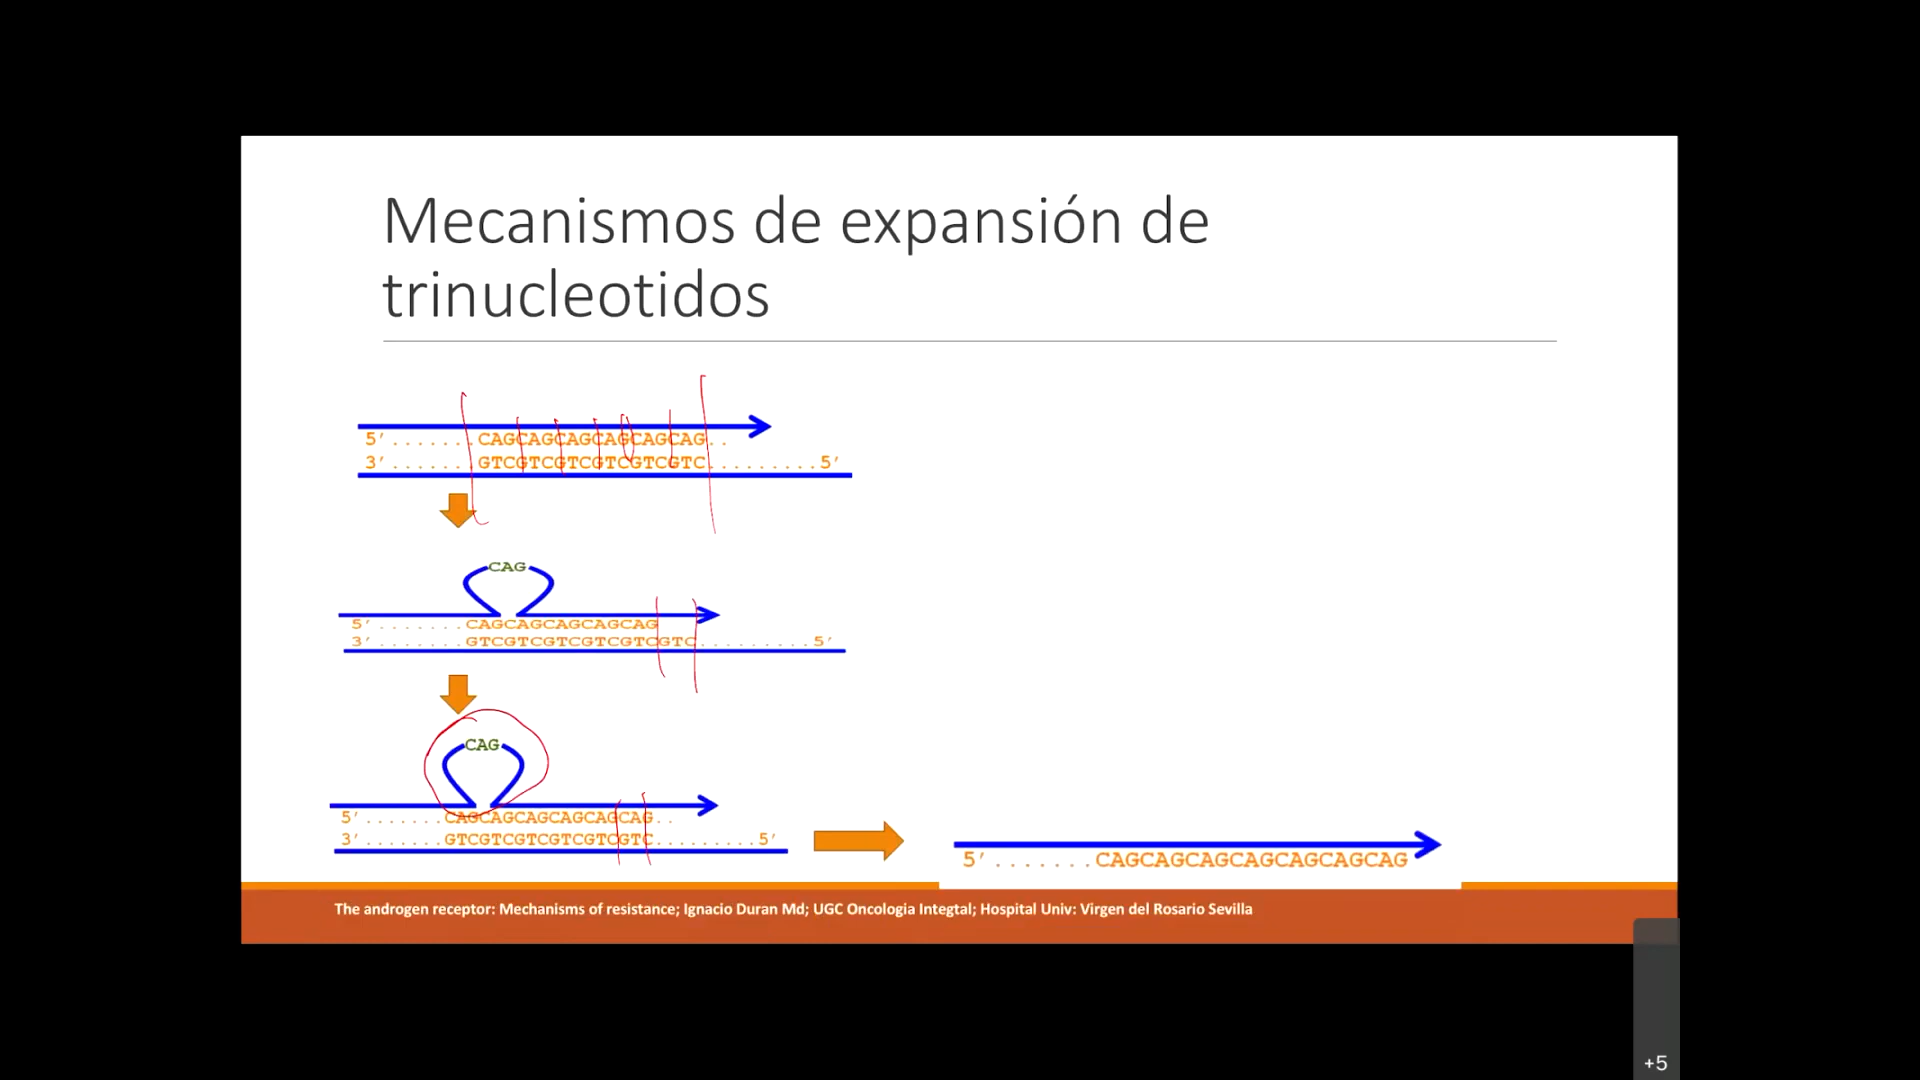 Mecanismos de expansión de
trinucleotidos
5’.......CAGCAGCAGCAGCAGCAG..
3’.......GTCGTCGTCGTCGTCGTC.........5’
CAG
5’.......CAGCAGCAGCAGCAG
3’.......GTCGTCGTCGTCGTCGTC.........5’
CAG
5’.......CAGCAGCAGCAGCAGCAG..
3’.......GTCGTCGTCGTCGTCGTC.........5’
5’.......CAGCAGCAGCAGCAGCAGCAG
The androgen receptor: Mechanisms of resistance; Ignacio Duran Md; UGC Oncologia Integtal; Hospital Univ: Virgen del Rosario Sevilla
+5